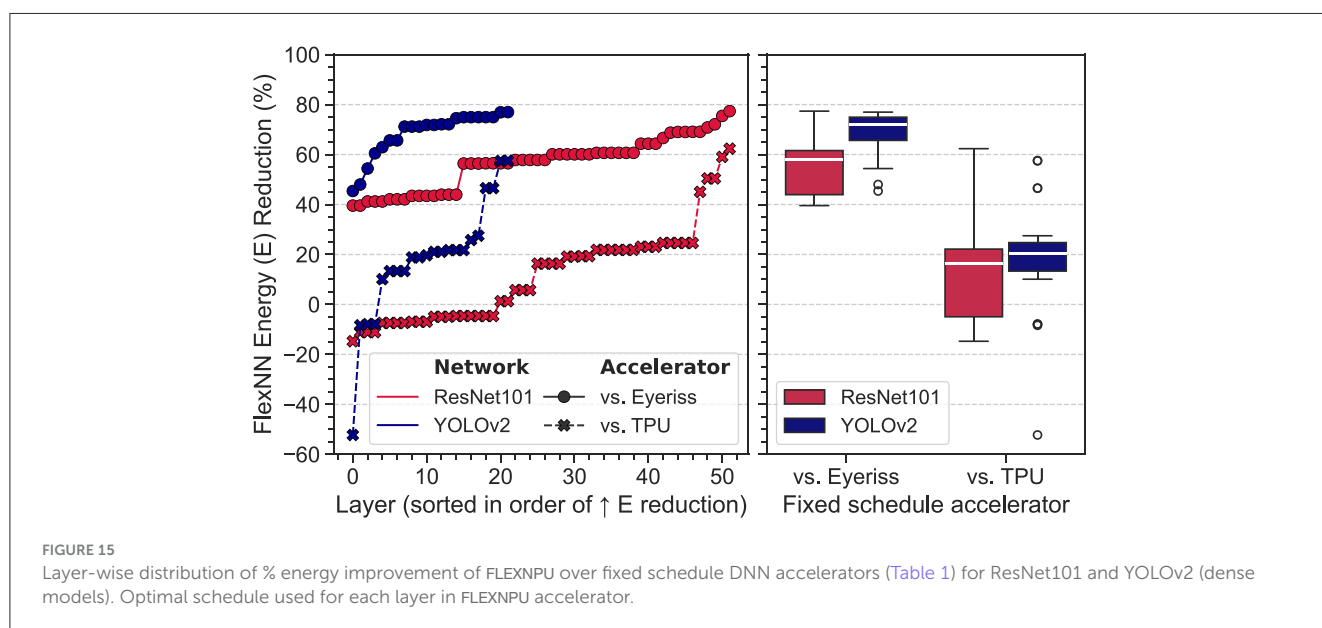 FlexNN Energy (E) Reduction (%)
100
80
60
40
20
0
−20
−40
−60
Network Accelerator
ResNet101 vs. Eyeriss
YOLOv2 vs. TPU
0 10 20 30 40 50
Layer (sorted in order of ↑ E reduction)
ResNet101
YOLOv2
vs. Eyeriss vs. TPU
Fixed schedule accelerator
FIGURE 15
Layer-wise distribution of % energy improvement of FLEXNPU over fixed schedule DNN accelerators (Table 1) for ResNet101 and YOLOv2 (dense
models). Optimal schedule used for each layer in FLEXNPU accelerator.